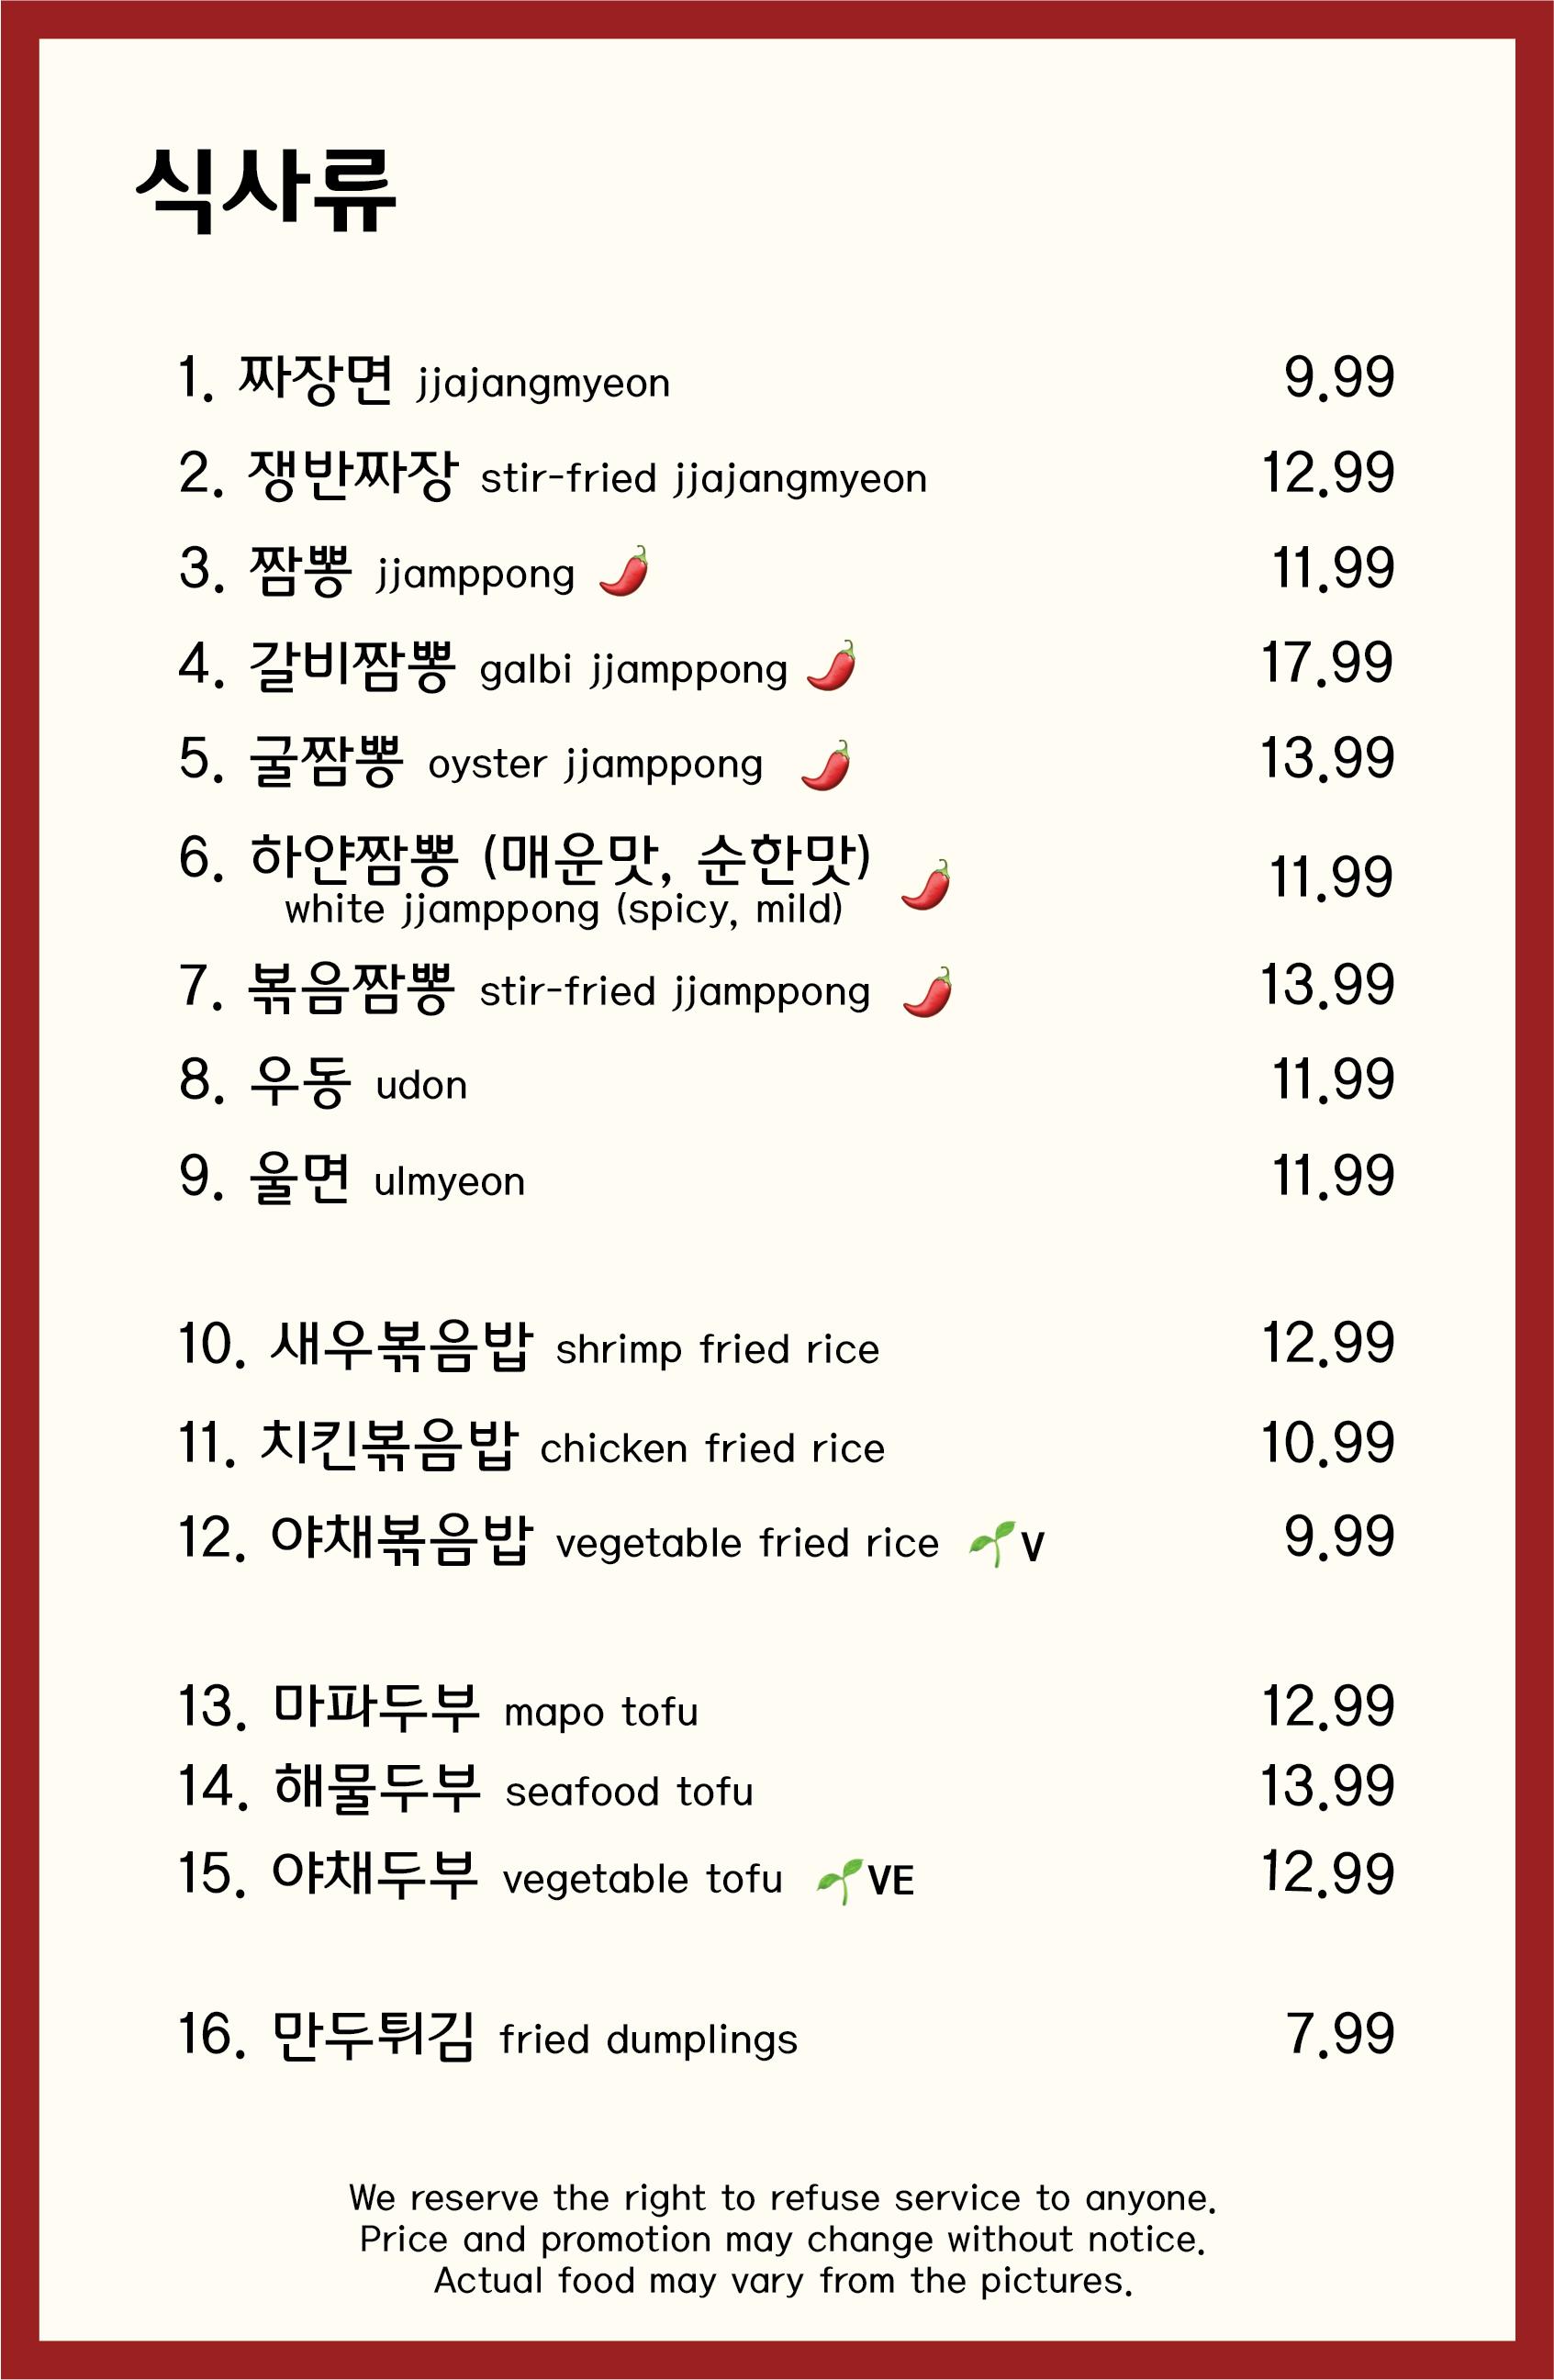 식사류
1. 짜장면 jjajangmyeon 9.99
2. 쟁반짜장 stir-fried jjajangmyeon 12.99
3. 짬뽕 jjamppong 11.99
4. 갈비짬뽕 galbi jjamppong 17.99
5. 굴짬뽕 oyster jjamppong 13.99
6. 하얀짬뽕 (매운맛, 순한맛) 11.99
white jjamppong (spicy, mild)
7. 볶음짬뽕 stir-fried jjamppong 13.99
8. 우동 udon 11.99
9. 울면 ulmyeon 11.99
10. 새우볶음밥 shrimp fried rice 12.99
11. 치킨볶음밥 chicken fried rice 10.99
12. 야채볶음밥 vegetable fried rice V 9.99
13. 마파두부 mapo tofu 12.99
14. 해물두부 seafood tofu 13.99
15. 야채두부 vegetable tofu VE 12.99
16. 만두튀김 fried dumplings 7.99
We reserve the right to refuse service to anyone.
Price and promotion may change without notice.
Actual food may vary from the pictures.